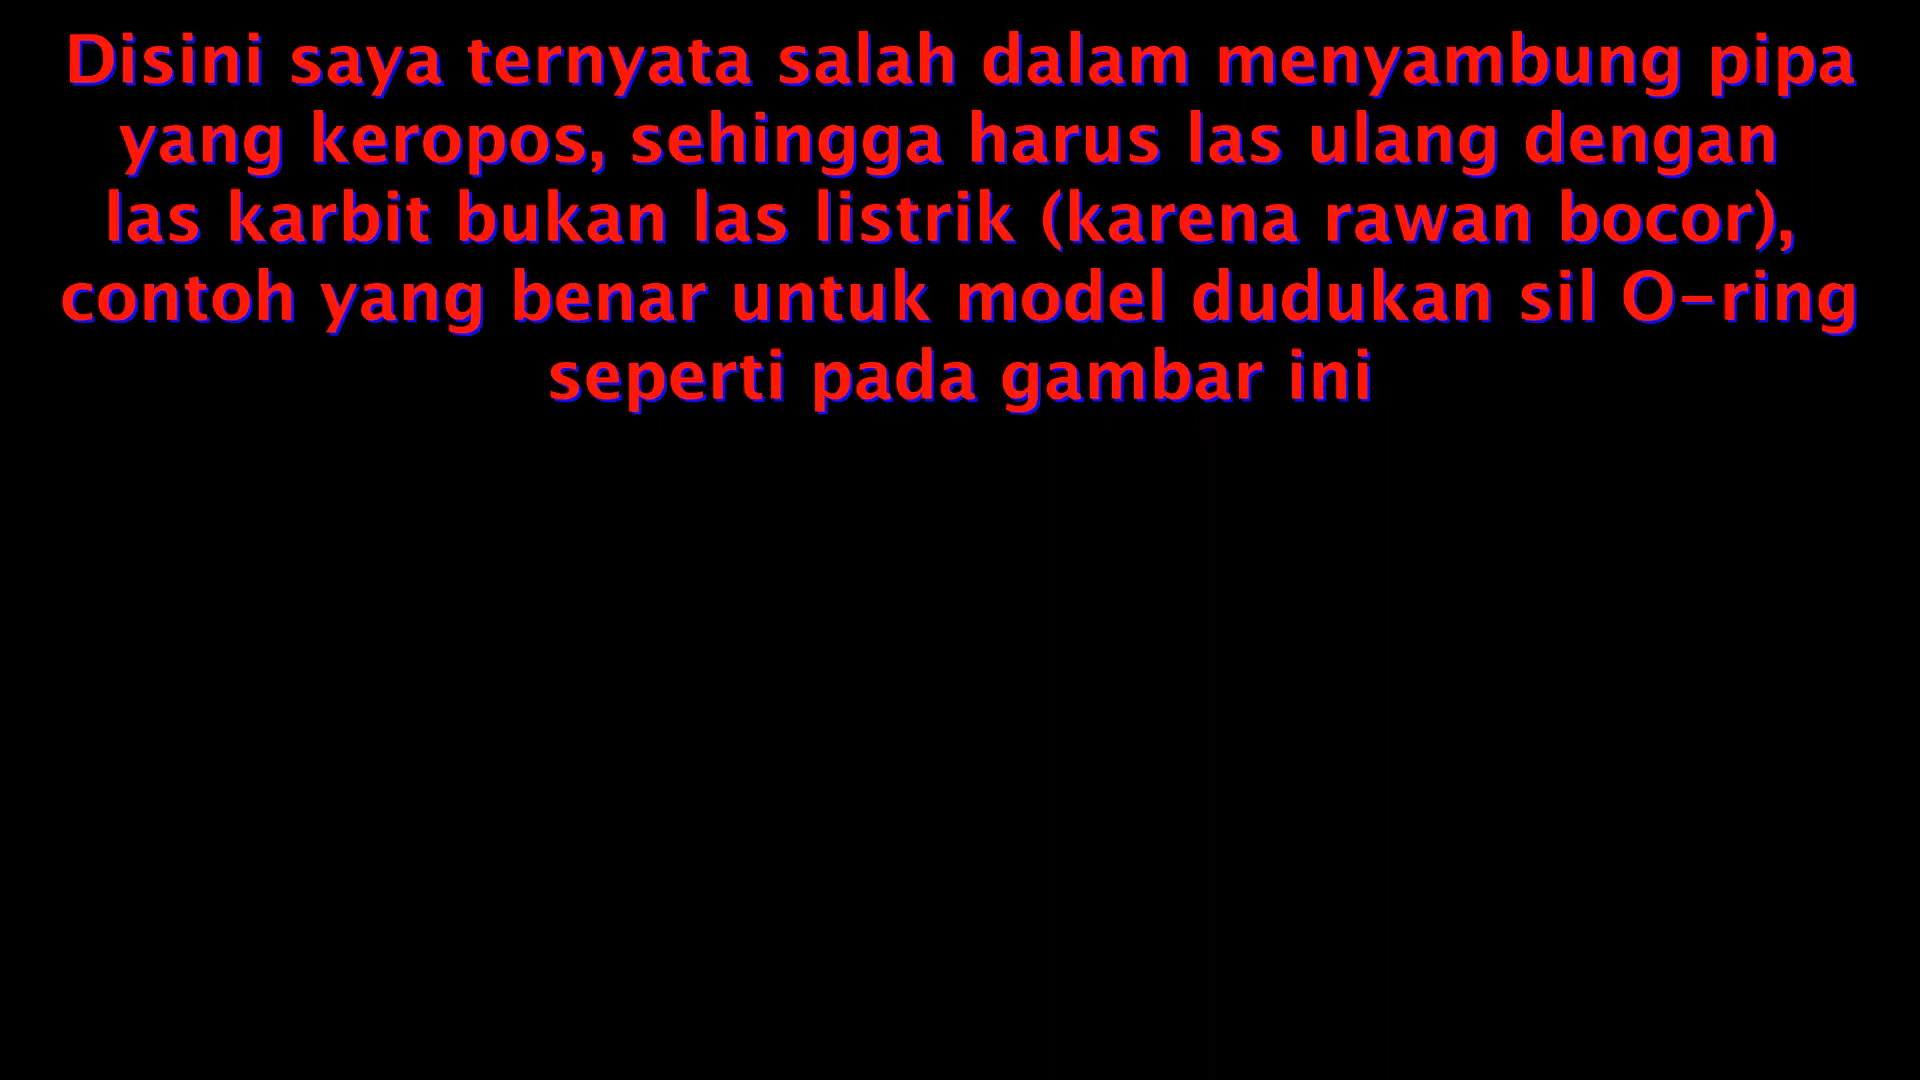 Disini saya ternyata salah dalam menyambung pipa
yang keropos, sehingga harus las ulang dengan
las karbit bukan las listrik (karena rawan bocor),
contoh yang benar untuk model dudukan sil O-ring
seperti pada gambar ini